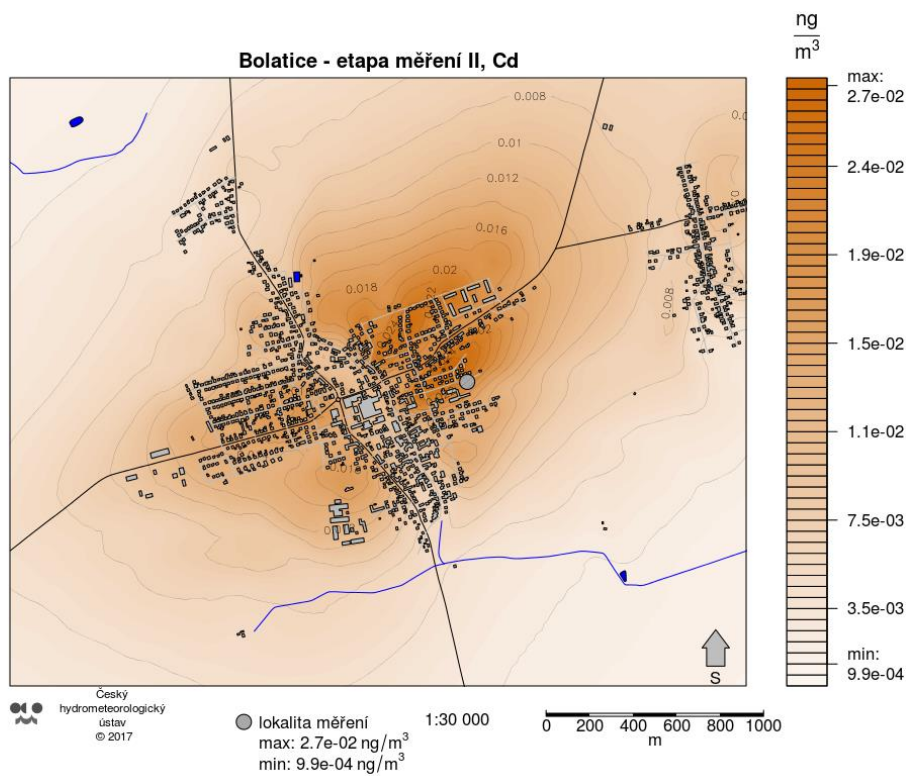 ng
m³
Bolatice - etapa měření II, Cd
max:
2.7e-02
2.4e-02
1.9e-02
1.5e-02
1.1e-02
7.5e-03
3.5e-03
min:
9.9e-04
0.008
0.01
0.012
0.016
0.02
0.018
0.022
0.008
S
Český
hydrometeorologický
ústav
© 2017
lokalita měření
max: 2.7e-02 ng/m³
min: 9.9e-04 ng/m³
1:30 000
0 200 400 600 800 1000
m